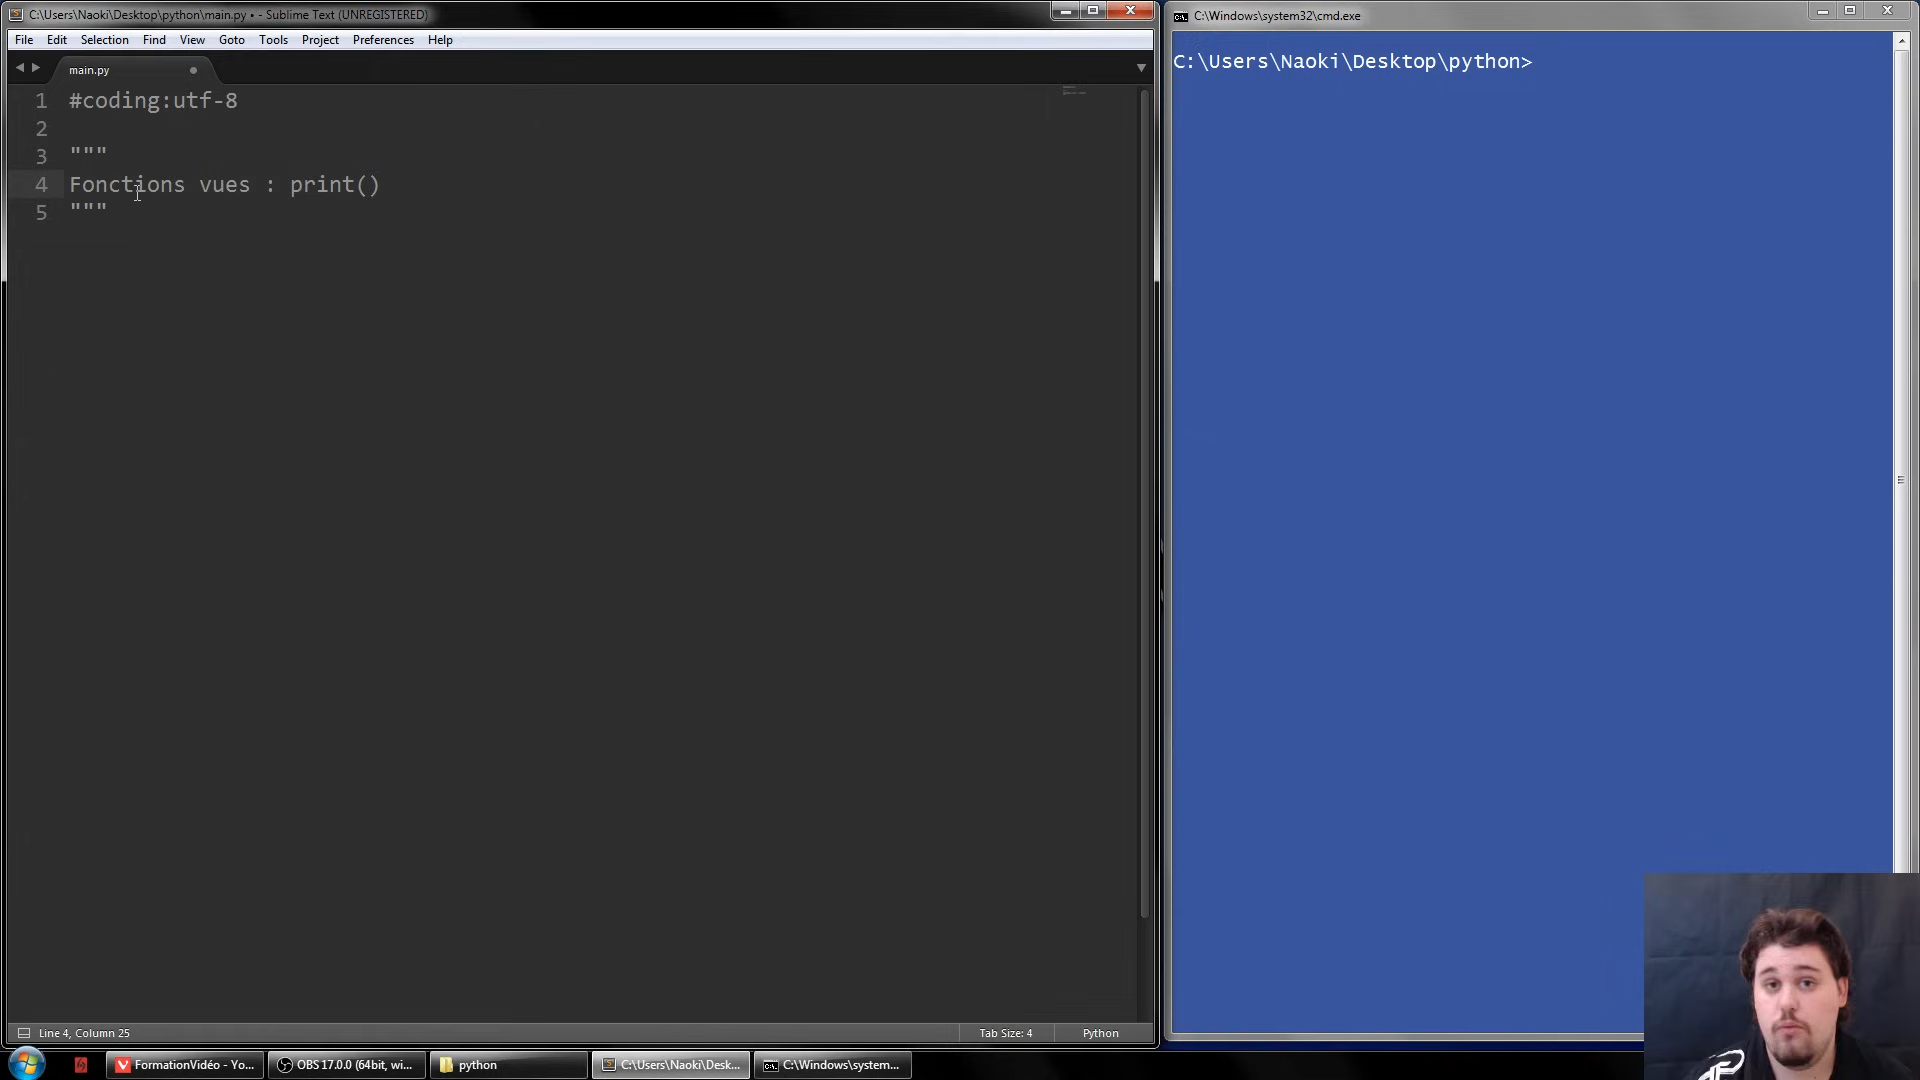 C:\Users\Naoki\Desktop\python\main.py • - Sublime Text (UNREGISTERED)
File Edit Selection Find View Goto Tools Project Preferences Help
main.py
1 #coding:utf-8
2
3 """
4 Fonctions vues : print()
5 """
Line 4, Column 25
Tab Size: 4
Python
C:\Windows\system32\cmd.exe
C:\Users\Naoki\Desktop\python>
FormationVidéo - Yo...
OBS 17.0.0 (64bit, wi...
python
C:\Users\Naoki\Desk...
C:\Windows\system...